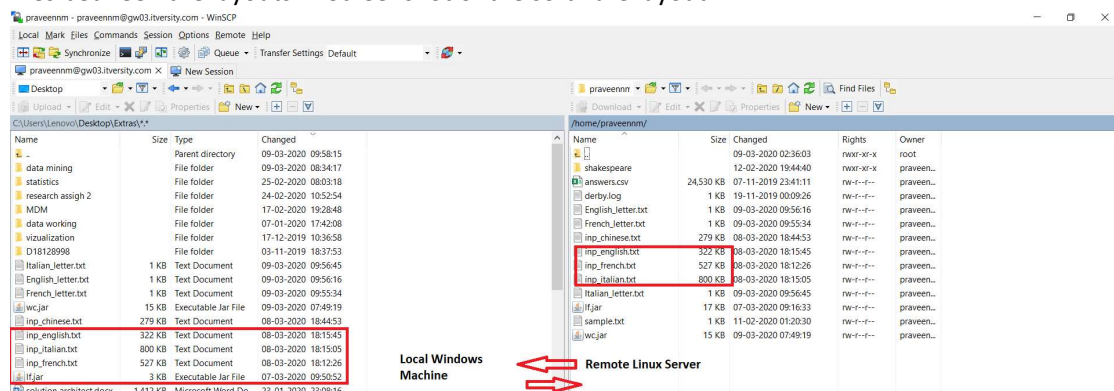 praveennm - praveennm@gw03.itversity.com - WinSCP
Local Mark Files Commands Session Options Remote Help
Synchronize Queue Transfer Settings Default
praveennm@gw03.itversity.com × New Session
Desktop
Upload Edit Properties New
C:\Users\Lenovo\Desktop\Extras\*.*
Name Size Type Changed
.. Parent directory 09-03-2020 09:58:15
data mining File folder 09-03-2020 08:34:17
statistics File folder 25-02-2020 08:03:18
research assigh 2 File folder 24-02-2020 10:52:54
MDM File folder 17-02-2020 19:28:48
data working File folder 07-01-2020 17:42:08
vizualization File folder 17-12-2019 10:36:58
D18128998 File folder 03-11-2019 18:37:53
Italian_letter.txt 1 KB Text Document 09-03-2020 09:56:45
English_letter.txt 1 KB Text Document 09-03-2020 09:56:16
French_letter.txt 1 KB Text Document 09-03-2020 09:55:34
wc.jar 15 KB Executable Jar File 09-03-2020 07:49:19
inp_chinese.txt 279 KB Text Document 08-03-2020 18:44:53
inp_english.txt 322 KB Text Document 08-03-2020 18:15:45
inp_italian.txt 800 KB Text Document 08-03-2020 18:15:05
inp_french.txt 527 KB Text Document 08-03-2020 18:12:26
lf.jar 3 KB Executable Jar File 07-03-2020 09:50:52
solution architect.docx 1,412 KB Microsoft Word Do... 23-01-2020 23:08:16
Local Windows
Machine
praveennm Find Files
Download Edit Properties New
/home/praveennm/
Name Size Changed Rights Owner
.. 09-03-2020 02:36:03 rwxr-xr-x root
shakespeare 12-02-2020 19:44:40 rwxr-xr-x praveen...
answers.csv 24,530 KB 07-11-2019 23:41:11 rw-r--r-- praveen...
derby.log 1 KB 19-11-2019 00:09:26 rw-r--r-- praveen...
English_letter.txt 1 KB 09-03-2020 09:56:16 rw-r--r-- praveen...
French_letter.txt 1 KB 09-03-2020 09:55:34 rw-r--r-- praveen...
inp_chinese.txt 279 KB 08-03-2020 18:44:53 rw-r--r-- praveen...
inp_english.txt 322 KB 08-03-2020 18:15:45 rw-r--r-- praveen...
inp_french.txt 527 KB 08-03-2020 18:12:26 rw-r--r-- praveen...
inp_italian.txt 800 KB 08-03-2020 18:15:05 rw-r--r-- praveen...
Italian_letter.txt 1 KB 09-03-2020 09:56:45 rw-r--r-- praveen...
lf.jar 17 KB 07-03-2020 09:16:33 rw-r--r-- praveen...
sample.txt 1 KB 11-02-2020 01:20:30 rw-r--r-- praveen...
wc.jar 15 KB 09-03-2020 07:49:19 rw-r--r-- praveen...
Remote Linux Server